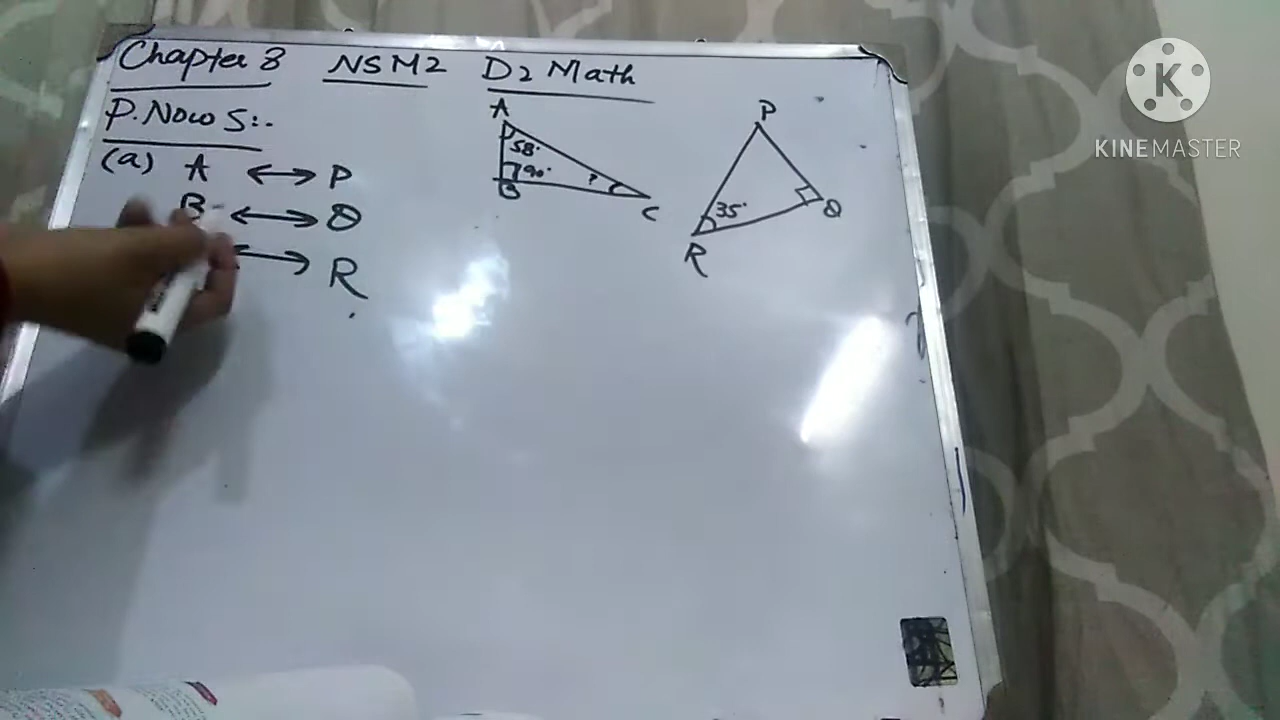 Chapter 8 NSM2 D2 Math
P. Now 5:-
(a) A ↔ P
B ↔ Q
↔ R
A
58°
90°
B
?
C
P
35°
Q
R
K
KINEMASTER